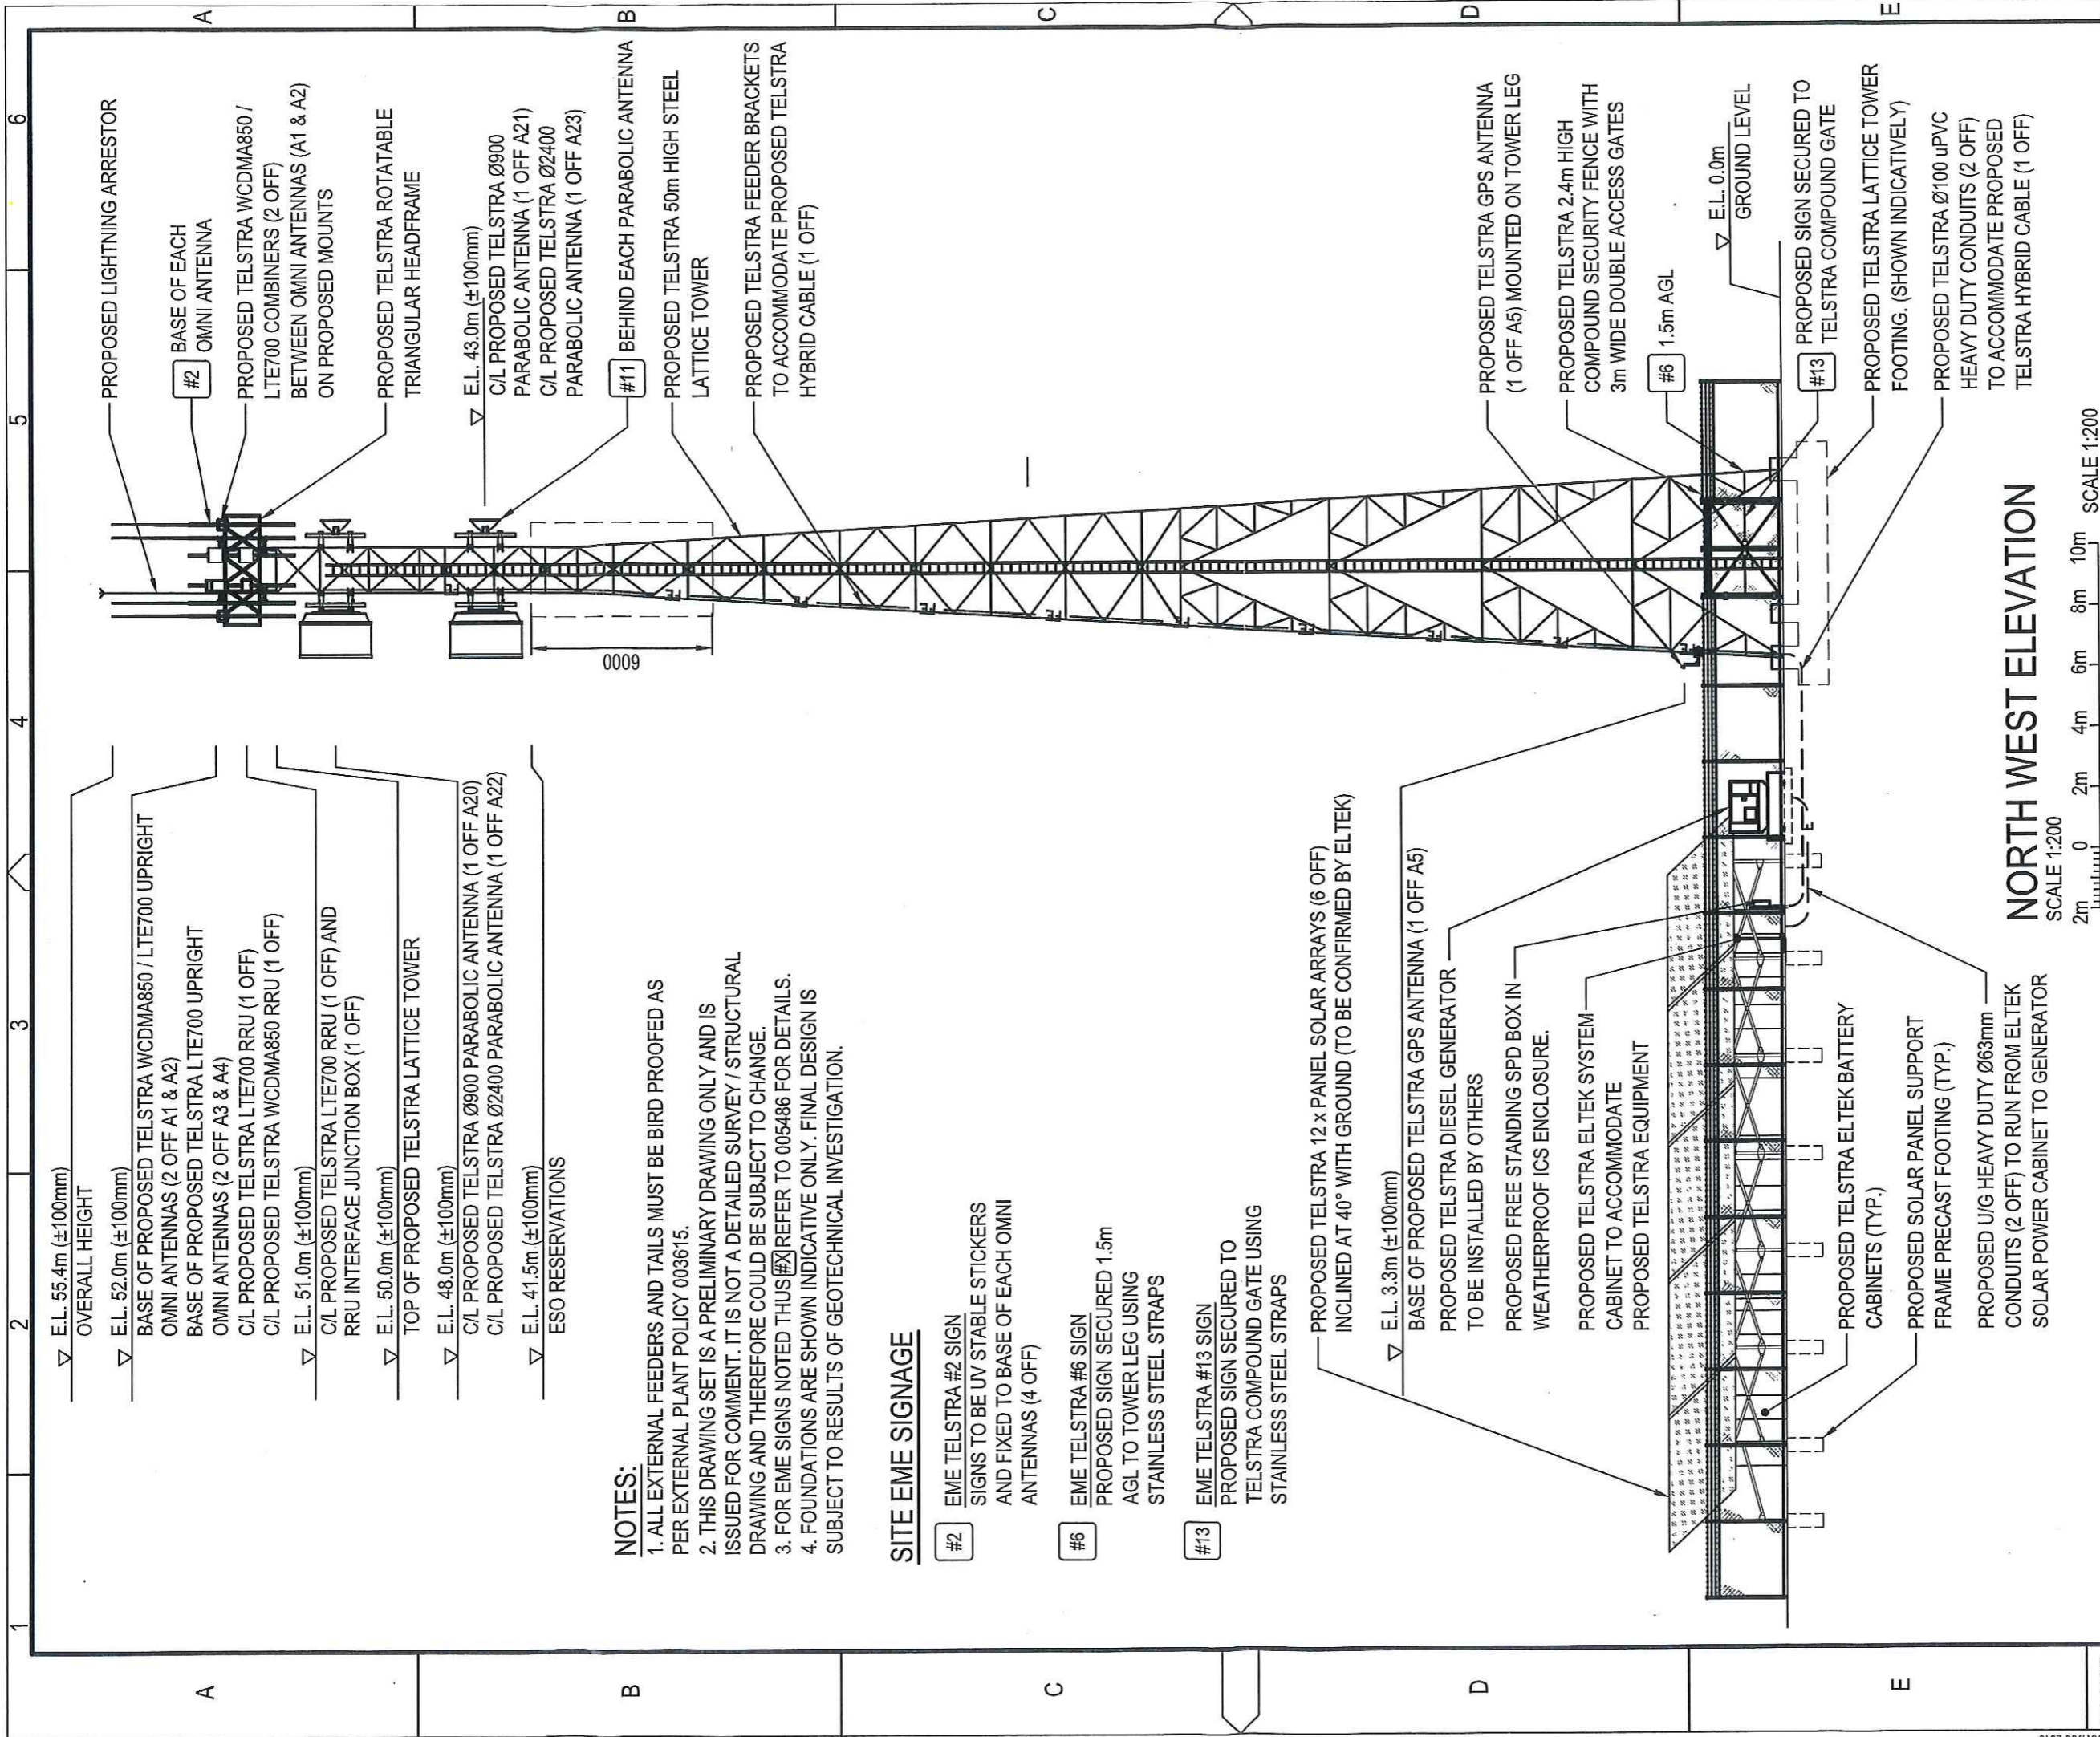 1
2
3
4
5
6
A
B
C
D
E
A
B
C
D
E
E.L. 55.4m (±100mm)
OVERALL HEIGHT
E.L. 52.0m (±100mm)
BASE OF PROPOSED TELSTRA WCDMA850 / LTE700 UPRIGHT
OMNI ANTENNAS (2 OFF A1 & A2)
BASE OF PROPOSED TELSTRA LTE700 UPRIGHT
OMNI ANTENNAS (2 OFF A3 & A4)
C/L PROPOSED TELSTRA LTE700 RRU (1 OFF)
C/L PROPOSED TELSTRA WCDMA850 RRU (1 OFF)
E.L. 51.0m (±100mm)
C/L PROPOSED TELSTRA LTE700 RRU (1 OFF) AND
RRU INTERFACE JUNCTION BOX (1 OFF)
E.L. 50.0m (±100mm)
TOP OF PROPOSED TELSTRA LATTICE TOWER
E.L. 48.0m (±100mm)
C/L PROPOSED TELSTRA Ø900 PARABOLIC ANTENNA (1 OFF A20)
C/L PROPOSED TELSTRA Ø2400 PARABOLIC ANTENNA (1 OFF A22)
E.L. 41.5m (±100mm)
ESO RESERVATIONS
NOTES:
1. ALL EXTERNAL FEEDERS AND TAILS MUST BE BIRD PROOFED AS
PER EXTERNAL PLANT POLICY 003615.
2. THIS DRAWING SET IS A PRELIMINARY DRAWING ONLY AND IS
ISSUED FOR COMMENT. IT IS NOT A DETAILED SURVEY / STRUCTURAL
DRAWING AND THEREFORE COULD BE SUBJECT TO CHANGE.
3. FOR EME SIGNS NOTED THUS #X REFER TO 005486 FOR DETAILS.
4. FOUNDATIONS ARE SHOWN INDICATIVE ONLY. FINAL DESIGN IS
SUBJECT TO RESULTS OF GEOTECHNICAL INVESTIGATION.
SITE EME SIGNAGE
#2 EME TELSTRA #2 SIGN
SIGNS TO BE UV STABLE STICKERS
AND FIXED TO BASE OF EACH OMNI
ANTENNAS (4 OFF)
#6 EME TELSTRA #6 SIGN
PROPOSED SIGN SECURED 1.5m
AGL TO TOWER LEG USING
STAINLESS STEEL STRAPS
#13 EME TELSTRA #13 SIGN
PROPOSED SIGN SECURED TO
TELSTRA COMPOUND GATE USING
STAINLESS STEEL STRAPS
PROPOSED TELSTRA 12 x PANEL SOLAR ARRAYS (6 OFF)
INCLINED AT 40° WITH GROUND (TO BE CONFIRMED BY ELTEK)
E.L. 3.3m (±100mm)
BASE OF PROPOSED TELSTRA GPS ANTENNA (1 OFF A5)
PROPOSED TELSTRA DIESEL GENERATOR
TO BE INSTALLED BY OTHERS
PROPOSED FREE STANDING SPD BOX IN
WEATHERPROOF ICS ENCLOSURE.
PROPOSED TELSTRA ELTEK SYSTEM
CABINET TO ACCOMMODATE
PROPOSED TELSTRA EQUIPMENT
PROPOSED TELSTRA ELTEK BATTERY
CABINETS (TYP.)
PROPOSED SOLAR PANEL SUPPORT
FRAME PRECAST FOOTING (TYP.)
PROPOSED U/G HEAVY DUTY Ø63mm
CONDUITS (2 OFF) TO RUN FROM ELTEK
SOLAR POWER CABINET TO GENERATOR
6000
E
PROPOSED LIGHTNING ARRESTOR
#2 BASE OF EACH
OMNI ANTENNA
PROPOSED TELSTRA WCDMA850 /
LTE700 COMBINERS (2 OFF)
BETWEEN OMNI ANTENNAS (A1 & A2)
ON PROPOSED MOUNTS
PROPOSED TELSTRA ROTATABLE
TRIANGULAR HEADFRAME
E.L. 43.0m (±100mm)
C/L PROPOSED TELSTRA Ø900
PARABOLIC ANTENNA (1 OFF A21)
C/L PROPOSED TELSTRA Ø2400
PARABOLIC ANTENNA (1 OFF A23)
#11 BEHIND EACH PARABOLIC ANTENNA
PROPOSED TELSTRA 50m HIGH STEEL
LATTICE TOWER
PROPOSED TELSTRA FEEDER BRACKETS
TO ACCOMMODATE PROPOSED TELSTRA
HYBRID CABLE (1 OFF)
PROPOSED TELSTRA GPS ANTENNA
(1 OFF A5) MOUNTED ON TOWER LEG
PROPOSED TELSTRA 2.4m HIGH
COMPOUND SECURITY FENCE WITH
3m WIDE DOUBLE ACCESS GATES
#6 1.5m AGL
E.L. 0.0m
GROUND LEVEL
#13 PROPOSED SIGN SECURED TO
TELSTRA COMPOUND GATE
PROPOSED TELSTRA LATTICE TOWER
FOOTING. (SHOWN INDICATIVELY)
PROPOSED TELSTRA Ø100 uPVC
HEAVY DUTY CONDUITS (2 OFF)
TO ACCOMMODATE PROPOSED
TELSTRA HYBRID CABLE (1 OFF)
NORTH WEST ELEVATION
SCALE 1:200
2m 0 2m 4m 6m 8m 10m SCALE 1:200